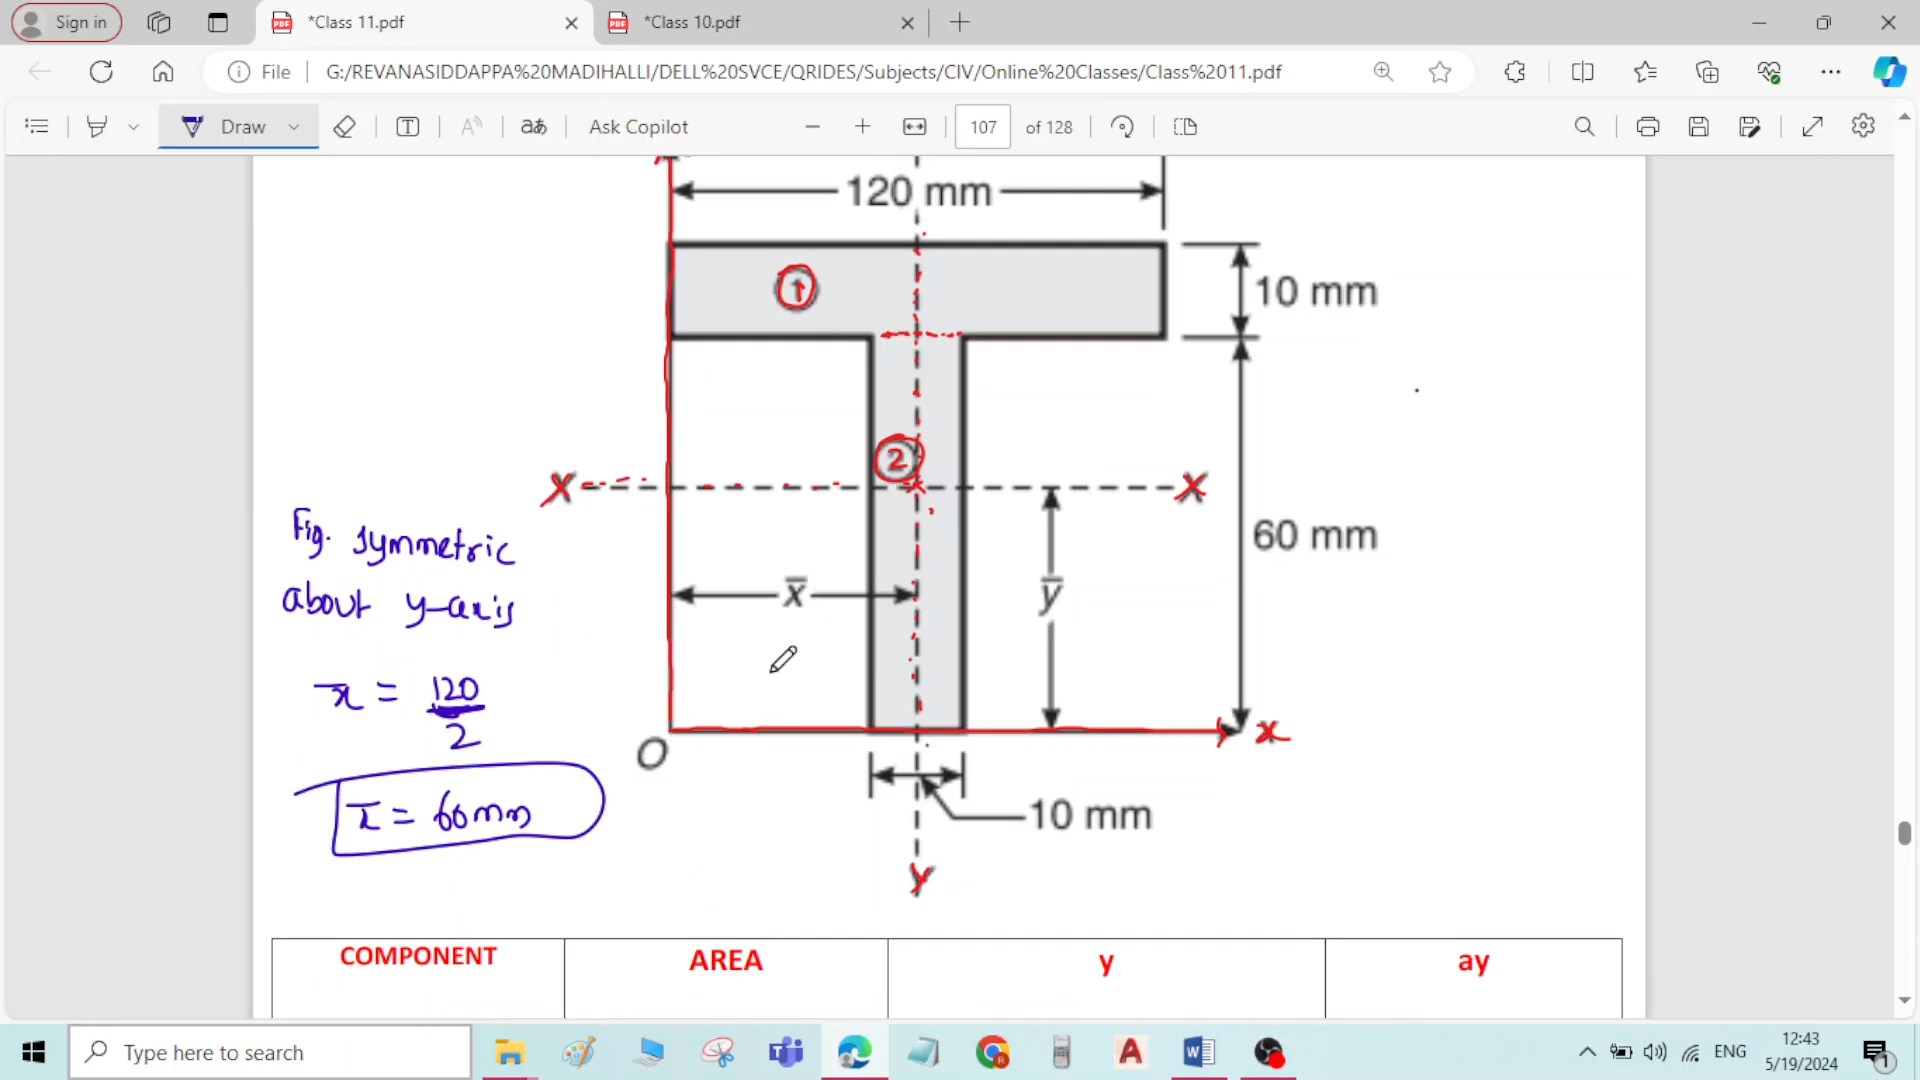 Sign in
*Class 11.pdf
*Class 10.pdf
File
G:/REVANASIDDAPPA%20MADIHALLI/DELL%20SVCE/QRIDES/Subjects/CIV/Online%20Classes/Class%2011.pdf
Draw
Ask Copilot
107 of 128
120 mm
1
10 mm
2
X X
60 mm
Fig. symmetric
about y-axis
x̅ ȳ
x̅ = 120
2
O
x
x̅ = 60mm
10 mm
y
COMPONENT AREA y ay
Type here to search
ENG
12:43
5/19/2024
1